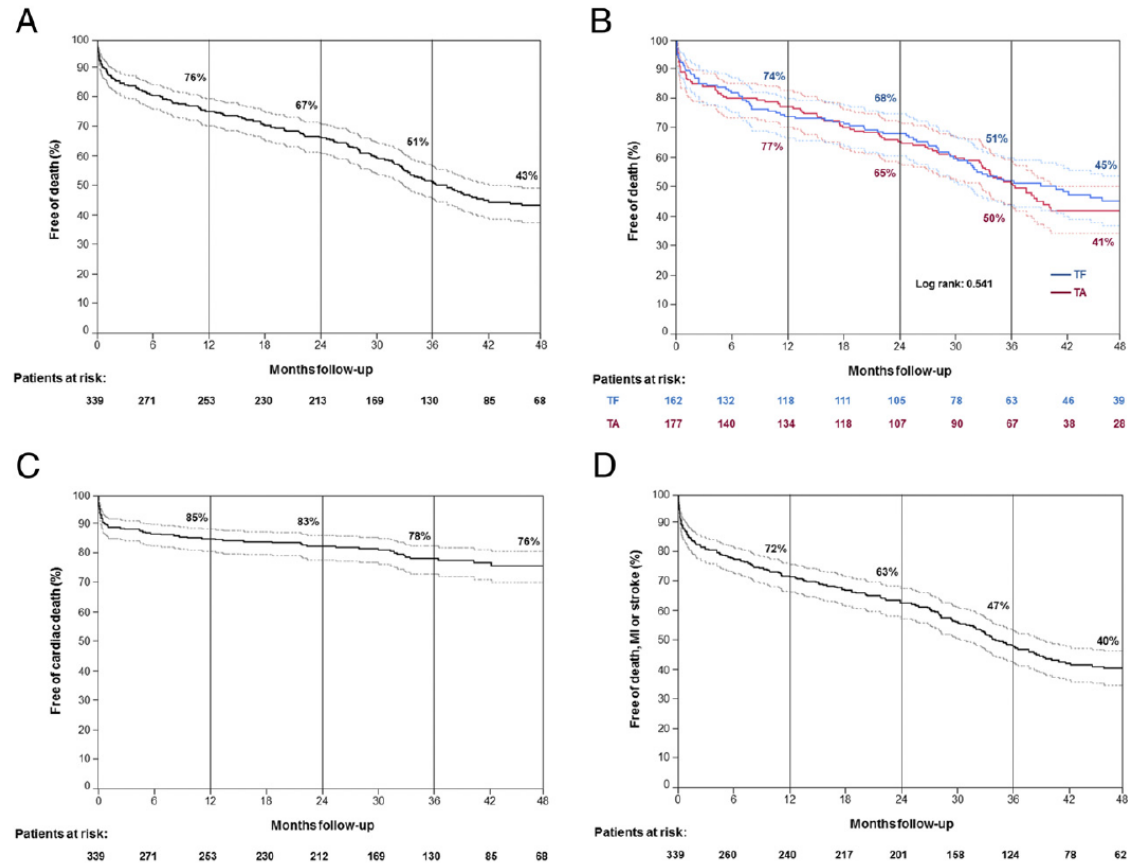 A
100
90
80
70
60
50
40
30
20
10
0
Free of death (%)
76%
67%
51%
43%
0 6 12 18 24 30 36 42 48
Months follow-up
Patients at risk:
339 271 253 230 213 169 130 85 68
B
100
90
80
70
60
50
40
30
20
10
0
Free of death (%)
74%
68%
51%
45%
77%
65%
50%
41%
TF
Log rank: 0.541
TA
0 6 12 18 24 30 36 42 48
Months follow-up
Patients at risk:
TF 162 132 118 111 105 78 63 46 39
TA 177 140 134 118 107 90 67 38 28
C
100
90
80
70
60
50
40
30
20
10
0
Free of cardiac death (%)
85%
83%
78%
76%
0 6 12 18 24 30 36 42 48
Months follow-up
Patients at risk:
339 271 253 230 212 169 130 85 68
D
100
90
80
70
60
50
40
30
20
10
0
Free of death, MI or stroke (%)
72%
63%
47%
40%
0 6 12 18 24 30 36 42 48
Months follow-up
Patients at risk:
339 260 240 217 201 158 124 78 62